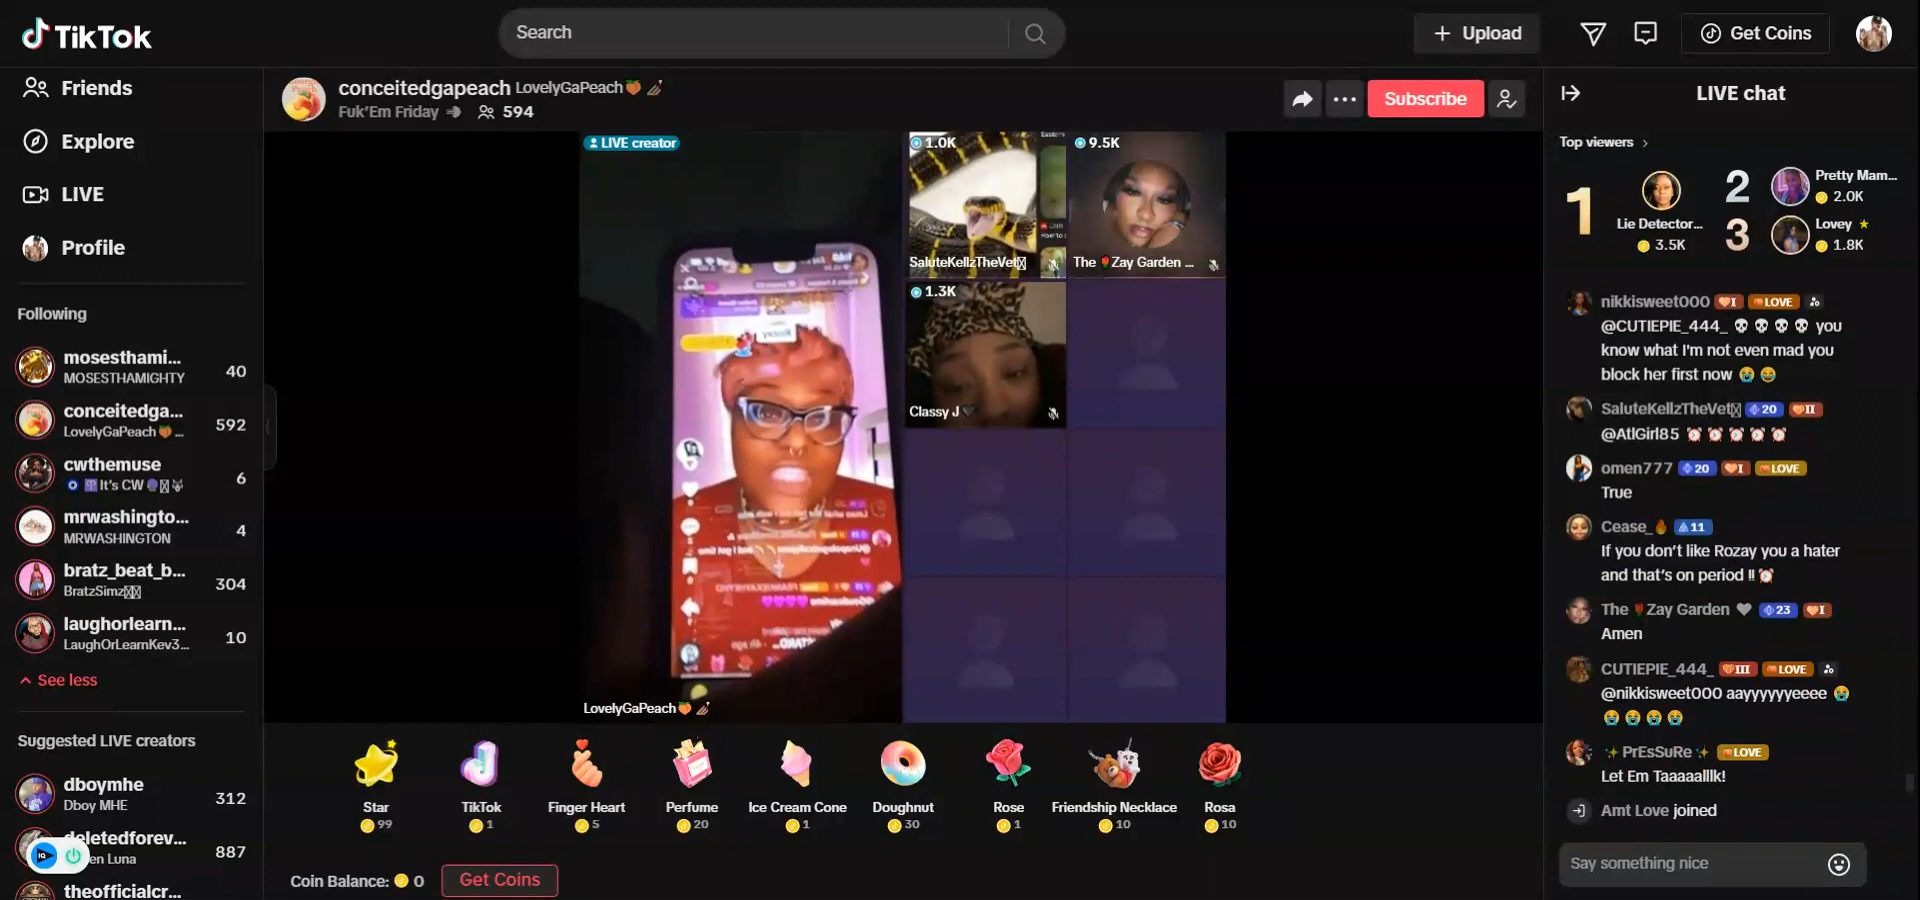 TikTok
Search
Upload
Get Coins
Friends
Explore
LIVE
Profile
Following
mosesthami...
MOSESTHAMIGHTY
40
conceitedga...
LovelyGaPeach🍑 ...
592
cwthemuse
It's CW
6
mrwashingto...
MRWASHINGTON
4
bratz_beat_b...
BratzSimz
304
laughorlearn...
LaughOrLearnKev3...
10
See less
Suggested LIVE creators
dboymhe
Dboy MHE
312
deletedforev...
en Luna
887
theofficialcr...
conceitedgapeach LovelyGaPeach🍑
Fuk'Em Friday
594
Subscribe
LIVE creator
LovelyGaPeach🍑
1.0K
SaluteKellzTheVet
9.5K
The 🌹Zay Garden ...
1.3K
Classy J
Star
99
TikTok
1
Finger Heart
5
Perfume
20
Ice Cream Cone
1
Doughnut
30
Rose
1
Friendship Necklace
10
Rosa
10
Coin Balance: 0
Get Coins
LIVE chat
Top viewers >
1
Lie Detector...
3.5K
2
Pretty Mam...
2.0K
3
Lovey ⭐
1.8K
nikkisweet000 I LOVE
@CUTIEPIE_444_ 💀💀💀💀 you
know what I'm not even mad you
block her first now 😭😂
SaluteKellzTheVet 20 II
@AtlGirl85 ⏰⏰⏰⏰⏰
omen777 20 I LOVE
True
Cease_🔥 11
If you don't like Rozay you a hater
and that's on period !!⏰
The 🌹Zay Garden 23 I
Amen
CUTIEPIE_444_ III LOVE
@nikkisweet000 aayyyyyyeeee 😭
😭😭😭😭
✨PrEsSuRe✨ LOVE
Let Em Taaaaalllk!
Amt Love joined
Say something nice